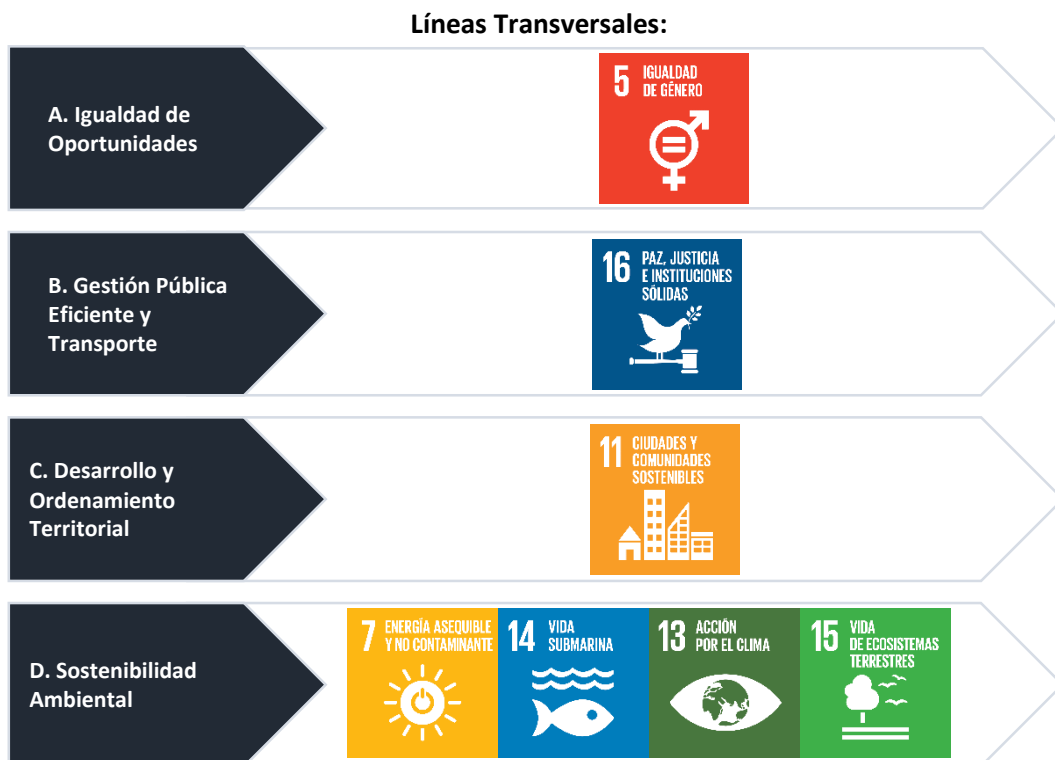 Líneas Transversales:
A. Igualdad de
Oportunidades
5 IGUALDAD
DE GÉNERO
B. Gestión Pública
Eficiente y
Transporte
16 PAZ, JUSTICIA
E INSTITUCIONES
SÓLIDAS
C. Desarrollo y
Ordenamiento
Territorial
11 CIUDADES Y
COMUNIDADES
SOSTENIBLES
D. Sostenibilidad
Ambiental
7 ENERGÍA ASEQUIBLE
Y NO CONTAMINANTE
14 VIDA
SUBMARINA
13 ACCIÓN
POR EL CLIMA
15 VIDA
DE ECOSISTEMAS
TERRESTRES